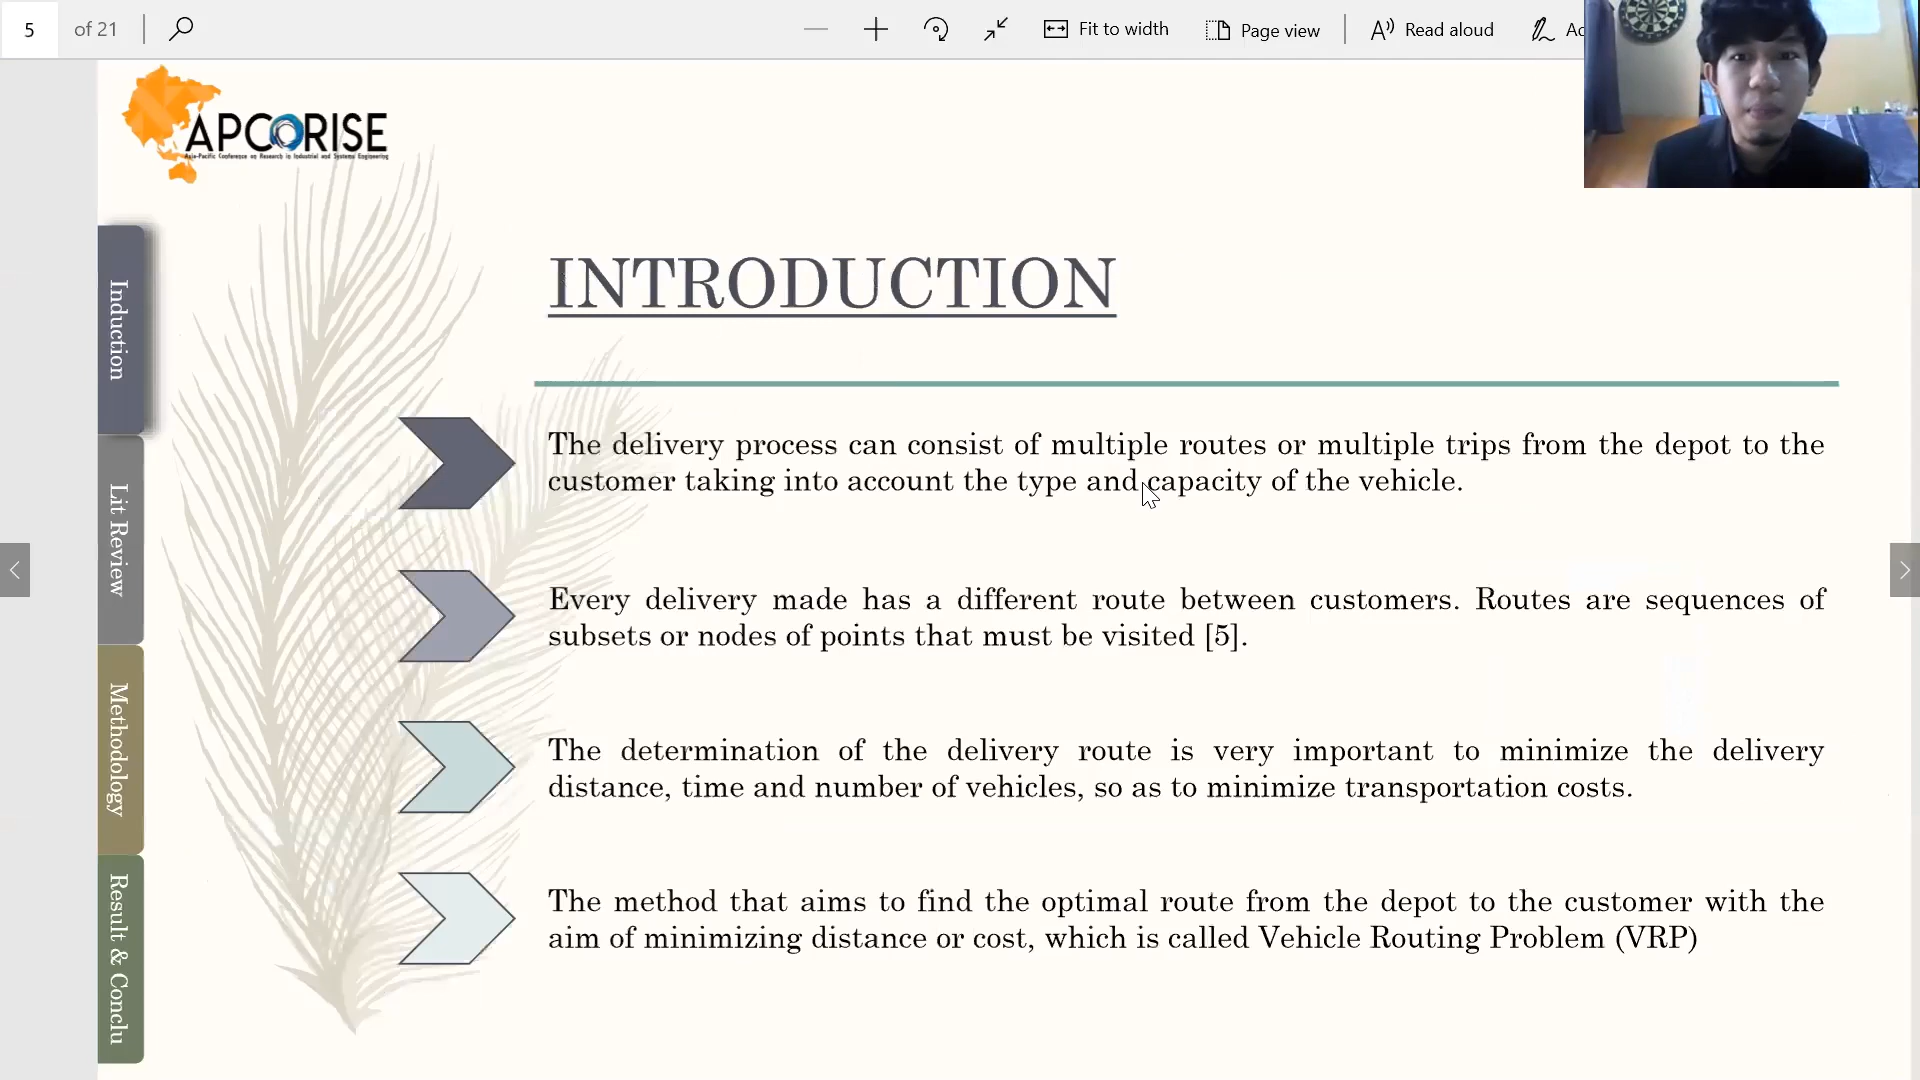 5 of 21
Fit to width
Page view
Read aloud
APCORISE
Asia-Pacific Conference on Research in Industrial and Systems Engineering
INTRODUCTION
Induction
Lit Review
Methodology
Result & Conclu
The delivery process can consist of multiple routes or multiple trips from the depot to the
customer taking into account the type and capacity of the vehicle.
Every delivery made has a different route between customers. Routes are sequences of
subsets or nodes of points that must be visited [5].
The determination of the delivery route is very important to minimize the delivery
distance, time and number of vehicles, so as to minimize transportation costs.
The method that aims to find the optimal route from the depot to the customer with the
aim of minimizing distance or cost, which is called Vehicle Routing Problem (VRP)